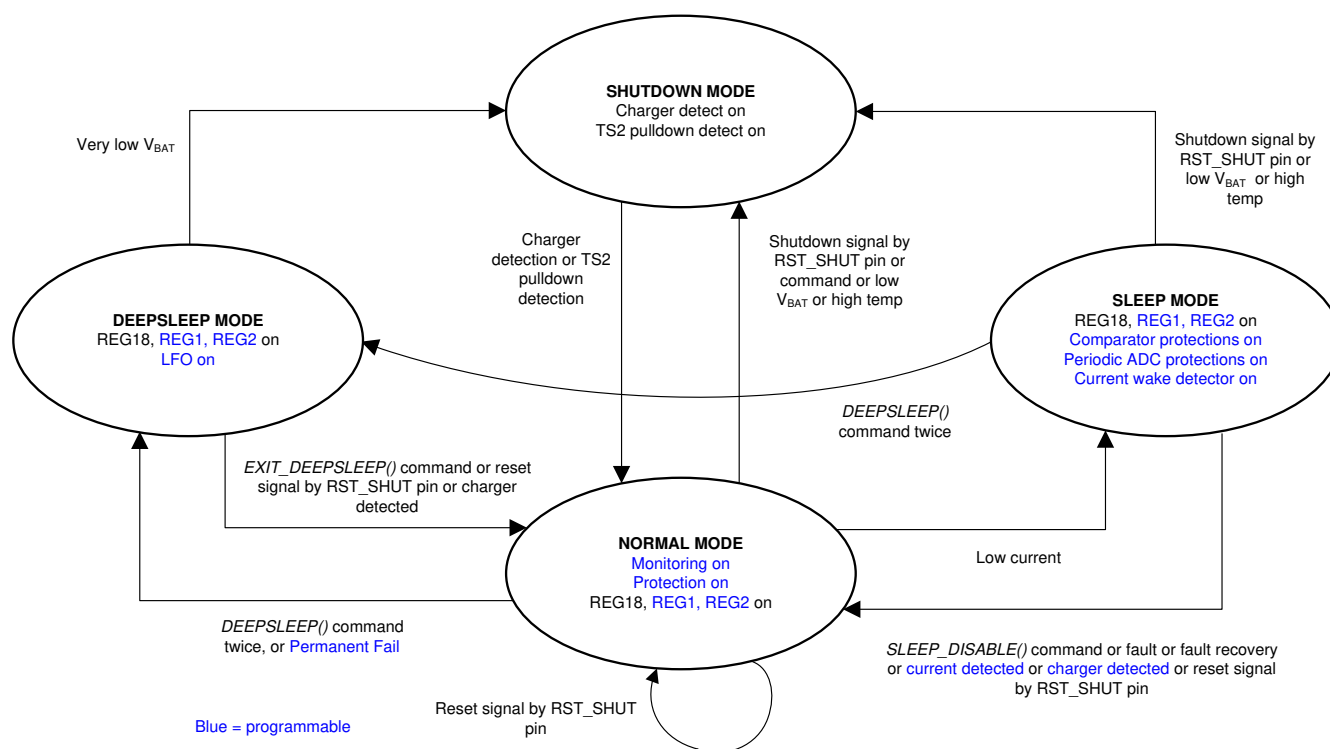 SHUTDOWN MODE
Charger detect on
TS2 pulldown detect on
Very low VBAT
Shutdown signal by
RST_SHUT pin or
low VBAT or high
temp
Charger
detection or TS2
pulldown
detection
Shutdown signal by
RST_SHUT pin or
command or low
VBAT or high temp
DEEPSLEEP MODE
REG18, REG1, REG2 on
LFO on
SLEEP MODE
REG18, REG1, REG2 on
Comparator protections on
Periodic ADC protections on
Current wake detector on
DEEPSLEEP()
command twice
EXIT_DEEPSLEEP() command or reset
signal by RST_SHUT pin or charger
detected
NORMAL MODE
Monitoring on
Protection on
REG18, REG1, REG2 on
Low current
DEEPSLEEP() command
twice, or Permanent Fail
SLEEP_DISABLE() command or fault or fault recovery
or current detected or charger detected or reset signal
by RST_SHUT pin
Reset signal by RST_SHUT
pin
Blue = programmable